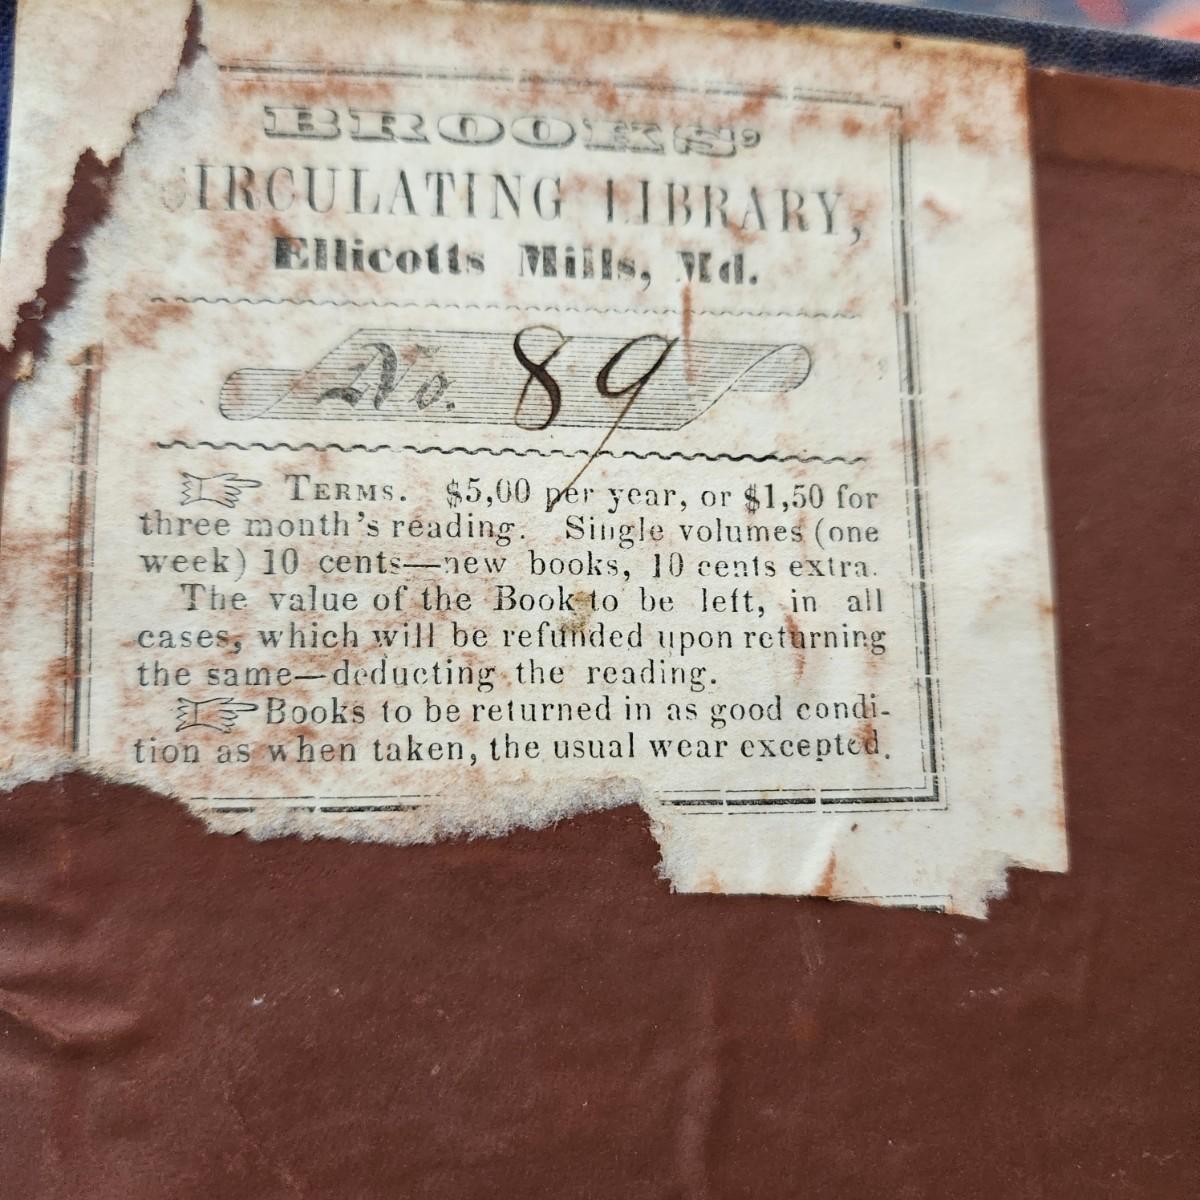 BROOKS'
CIRCULATING LIBRARY,
Ellicotts Mills, Md.
No. 89
TERMS. $5,00 per year, or $1,50 for
three month's reading. Single volumes (one
week) 10 cents—new books, 10 cents extra.
The value of the Book to be left, in all
cases, which will be refunded upon returning
the same—deducting the reading.
Books to be returned in as good condi-
tion as when taken, the usual wear excepted.